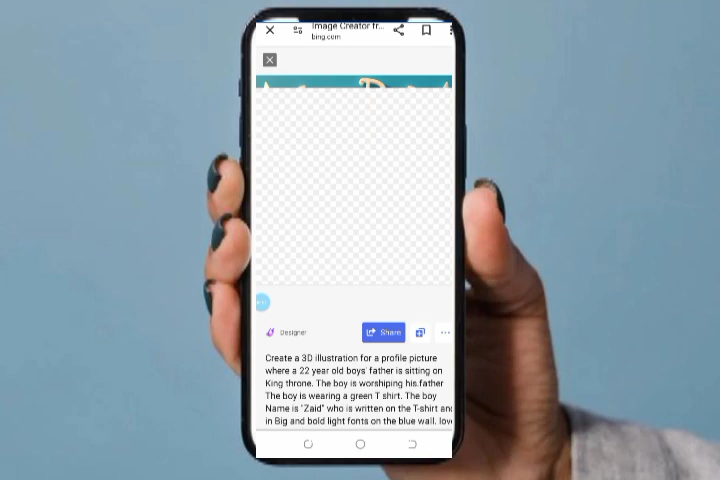 Image Creator fr...
bing.com
Designer
Share
Create a 3D illustration for a profile picture
where a 22 year old boys' father is sitting on
King throne. The boy is worshiping his.father
The boy is wearing a green T shirt. The boy
Name is "Zaid" who is written on the T-shirt and
in Big and bold light fonts on the blue wall. love